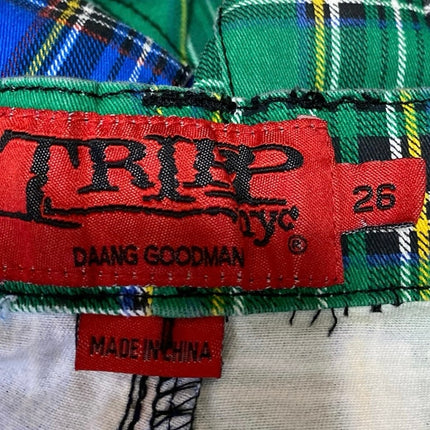 TRIPP
nyc®
26
DAANG GOODMAN
MADE IN CHINA